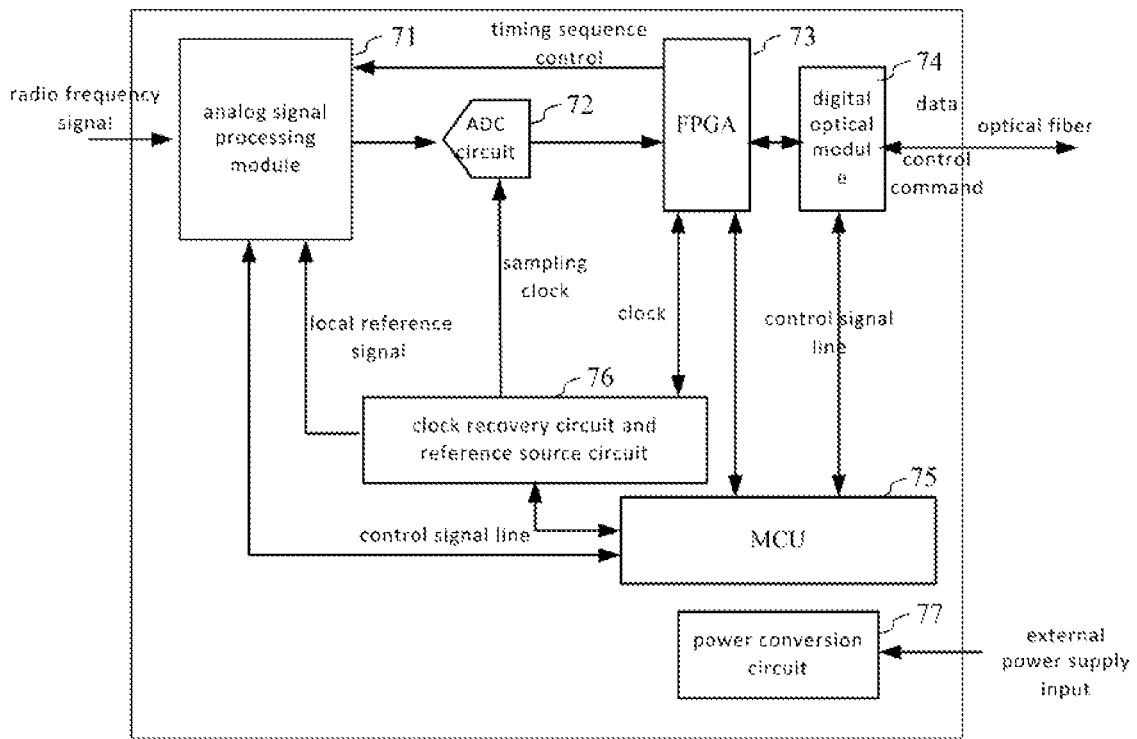 71
timing sequence
control
73
74
radio frequency
signal
analog signal
processing
module
72
ADC
circuit
FPGA
digital
optical
modul
e
data
control
command
optical fiber
sampling
clock
local reference
signal
clock
control signal
line
76
clock recovery circuit and
reference source circuit
75
control signal line
MCU
77
power conversion
circuit
external
power supply
input